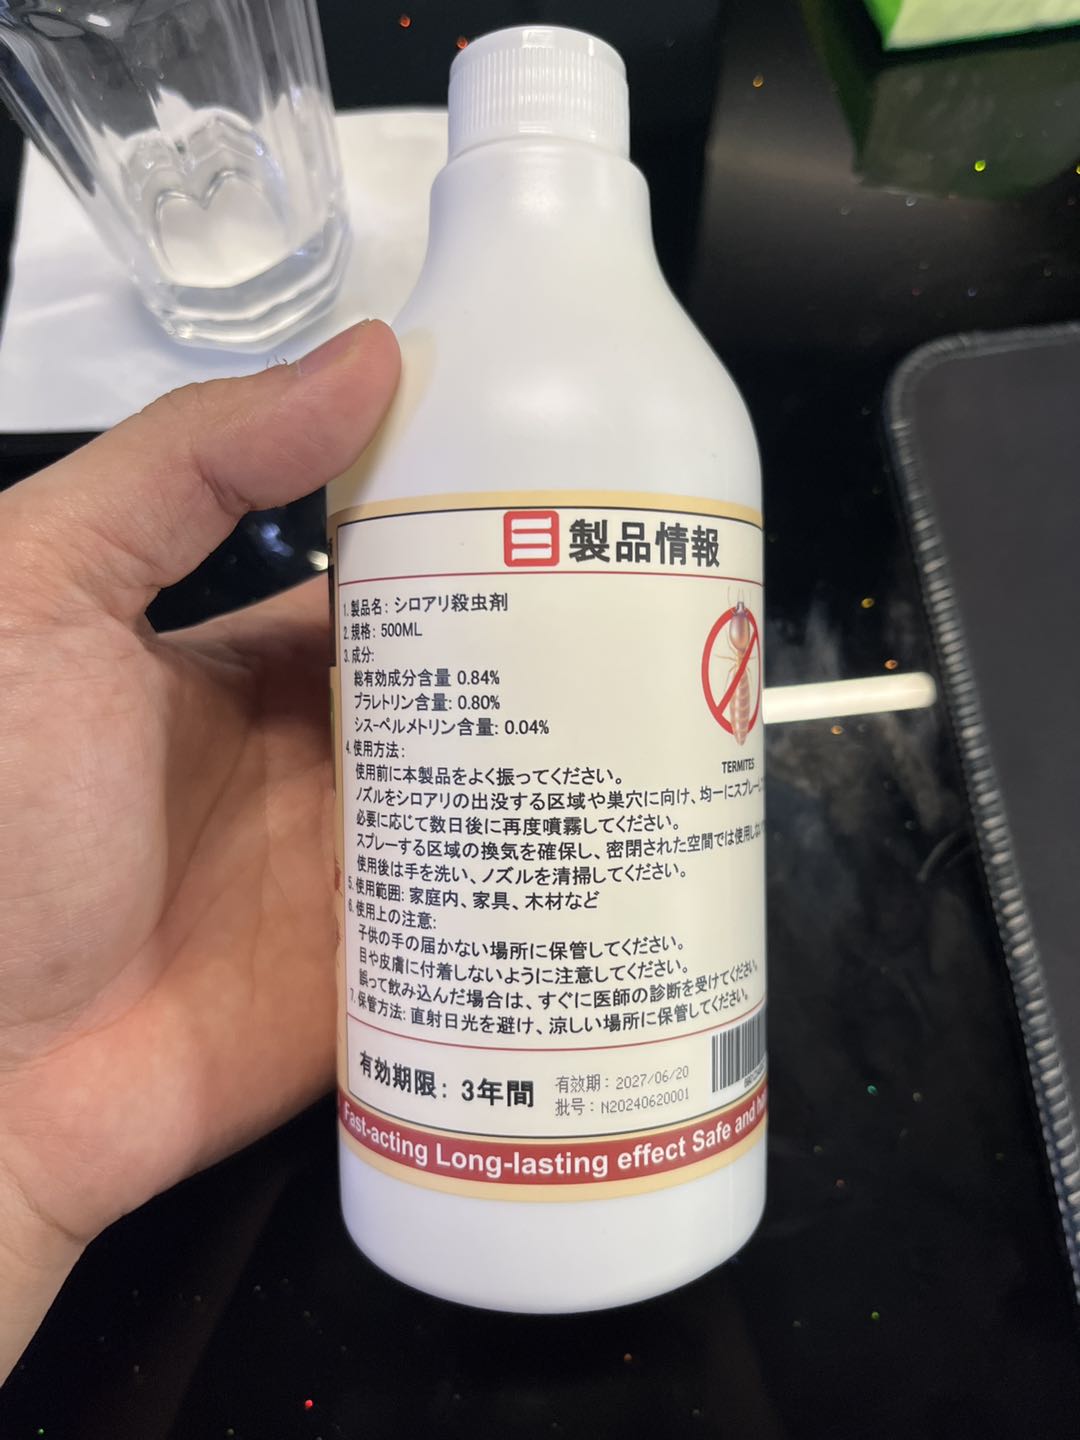 製品情報
1. 製品名: シロアリ殺虫剤
2. 規格: 500ML
3. 成分:
総有効成分含量 0.84%
プラレトリン含量: 0.80%
シスーペルメトリン含量: 0.04%
4. 使用方法:
使用前に本製品をよく振ってください。
ノズルをシロアリの出没する区域や巣穴に向け、均一にスプレーし
必要に応じて数日後に再度噴霧してください。
スプレーする区域の換気を確保し、密閉された空間では使用しない
使用後は手を洗い、ノズルを清掃してください。
5. 使用範囲: 家庭内、家具、木材など
6. 使用上の注意:
子供の手の届かない場所に保管してください。
目や皮膚に付着しないように注意してください。
誤って飲み込んだ場合は、すぐに医師の診断を受けてください。
7. 保管方法: 直射日光を避け、涼しい場所に保管してください。
TERMITES
有効期限: 3年間
有效期: 2027/06/20
批号: N20240620001
Fast-acting Long-lasting effect Safe and